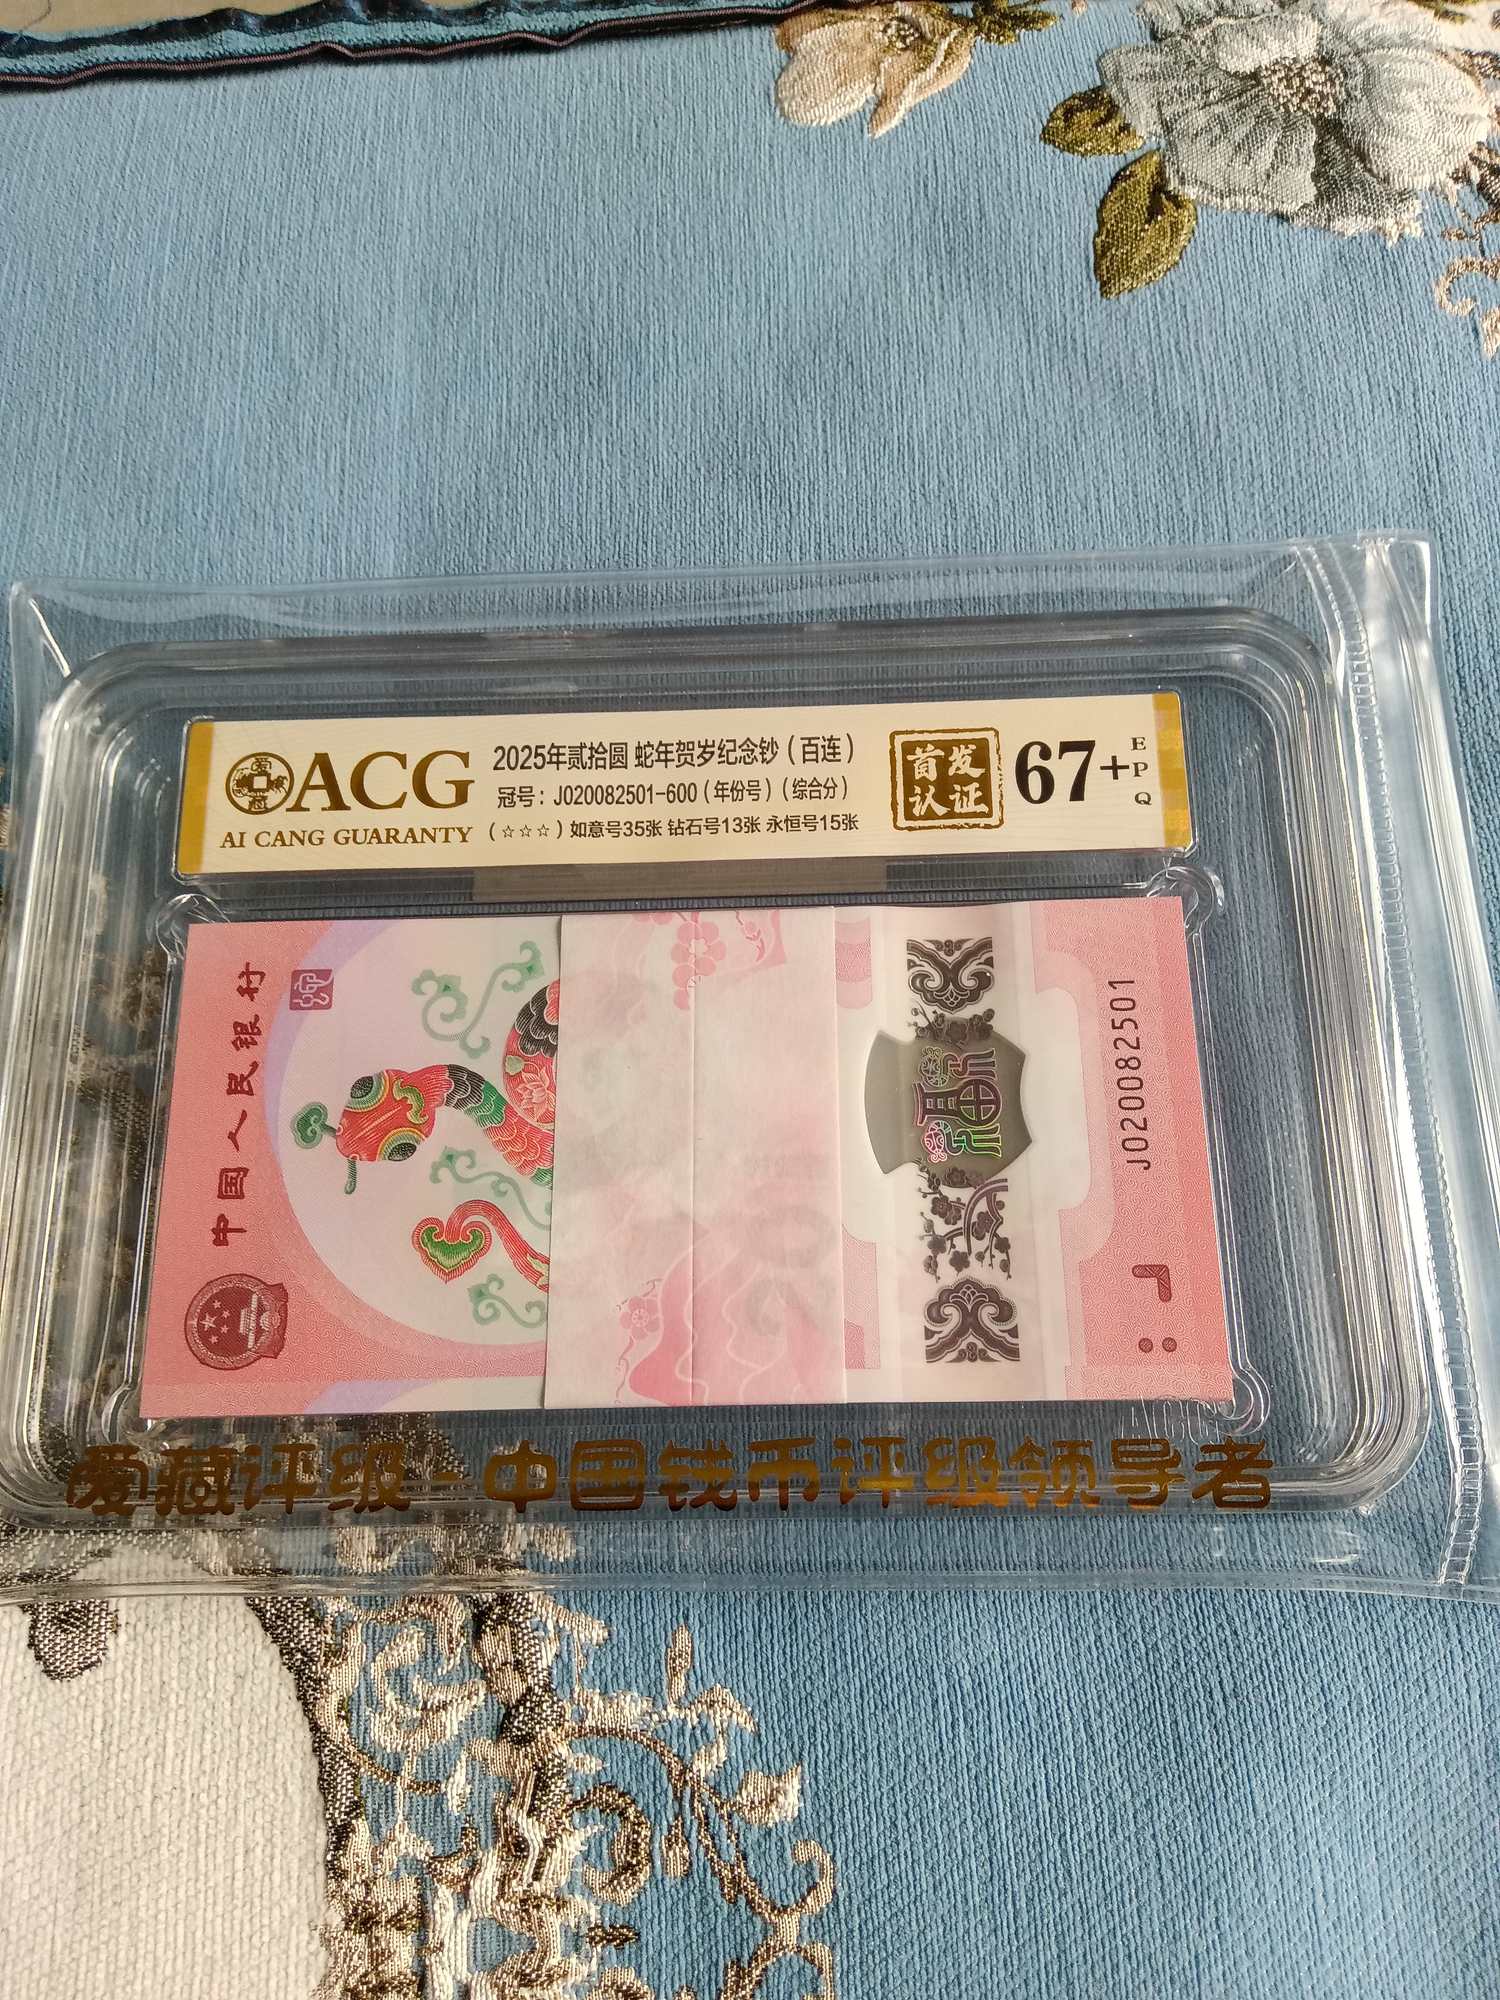 ACG
AI CANG GUARANTY
2025年贰拾圆 蛇年贺岁纪念钞（百连）
冠号：J020082501-600（年份号）（综合分）
（☆☆☆）如意号35张 钻石号13张 永恒号15张
首发
认证
67+
EPQ
中国人民银行
J020082501
福
爱藏评级-中国钱币评级领导者